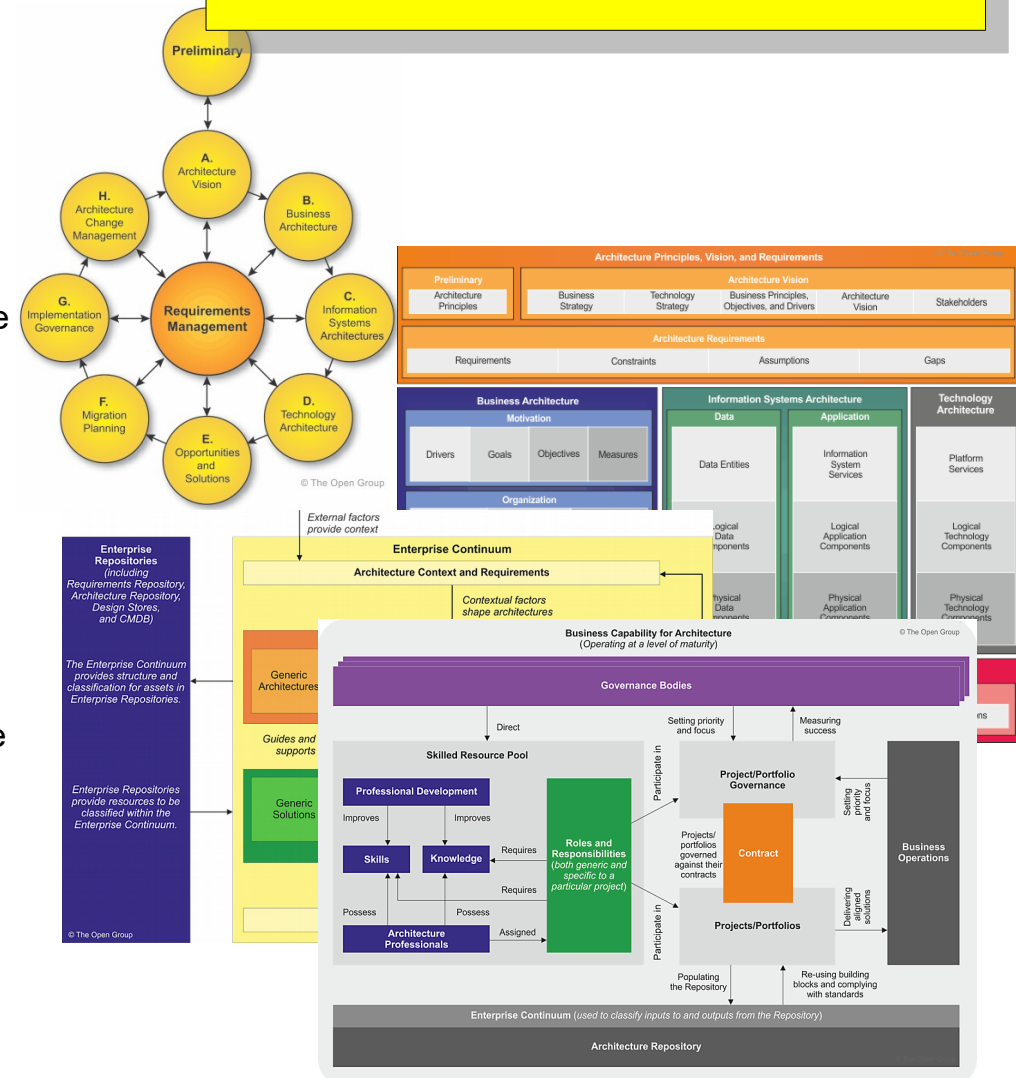 Preliminary
A.
Architecture
Vision
H.
Architecture
Change
Management
B.
Business
Architecture
G.
Implementation
Governance
Requirements
Management
C.
Information
Systems
Architectures
F.
Migration
Planning
D.
Technology
Architecture
E.
Opportunities
and
Solutions
© The Open Group
e
e
Architecture Principles, Vision, and Requirements
Preliminary
Architecture
Principles
Architecture Vision
Business
Strategy
Technology
Strategy
Business Principles,
Objectives, and Drivers
Architecture
Vision
Stakeholders
Architecture Requirements
Requirements
Constraints
Assumptions
Gaps
Business Architecture
Motivation
Drivers
Goals
Objectives
Measures
Organization
Information Systems Architecture
Data
Application
Data Entities
Information
System
Services
Logical
Application
Components
Physical
Application
Components
Technology
Architecture
Platform
Services
Logical
Technology
Components
Physical
Technology
Components
Data
Data
External factors
provide context
Enterprise
Repositories
(including
Requirements Repository,
Architecture Repository,
Design Stores,
and CMDB)
The Enterprise Continuum
provides structure and
classification for assets in
Enterprise Repositories.
Enterprise Repositories
provide resources to be
classified within the
Enterprise Continuum.
© The Open Group
Enterprise Continuum
Architecture Context and Requirements
Contextual factors
shape architectures
Generic
Architectures
Guides and
supports
Generic
Solutions
Business Capability for Architecture
(Operating at a level of maturity)
© The Open Group
Governance Bodies
Direct
Setting priority
and focus
Measuring
success
Skilled Resource Pool
Professional Development
Improves
Improves
Skills
Knowledge
Requires
Requires
Possess
Possess
Architecture
Professionals
Assigned
Roles and
Responsibilities
(both generic and
specific to a
particular project)
Participate in
Participate in
Project/Portfolio
Governance
Projects/
portfolios
governed
against their
contracts
Contract
Projects/Portfolios
Setting
priority
and focus
Delivering
aligned
solutions
Business
Operations
Populating
the Repository
Re-using building
blocks and complying
with standards
Enterprise Continuum (used to classify inputs to and outputs from the Repository)
Architecture Repository